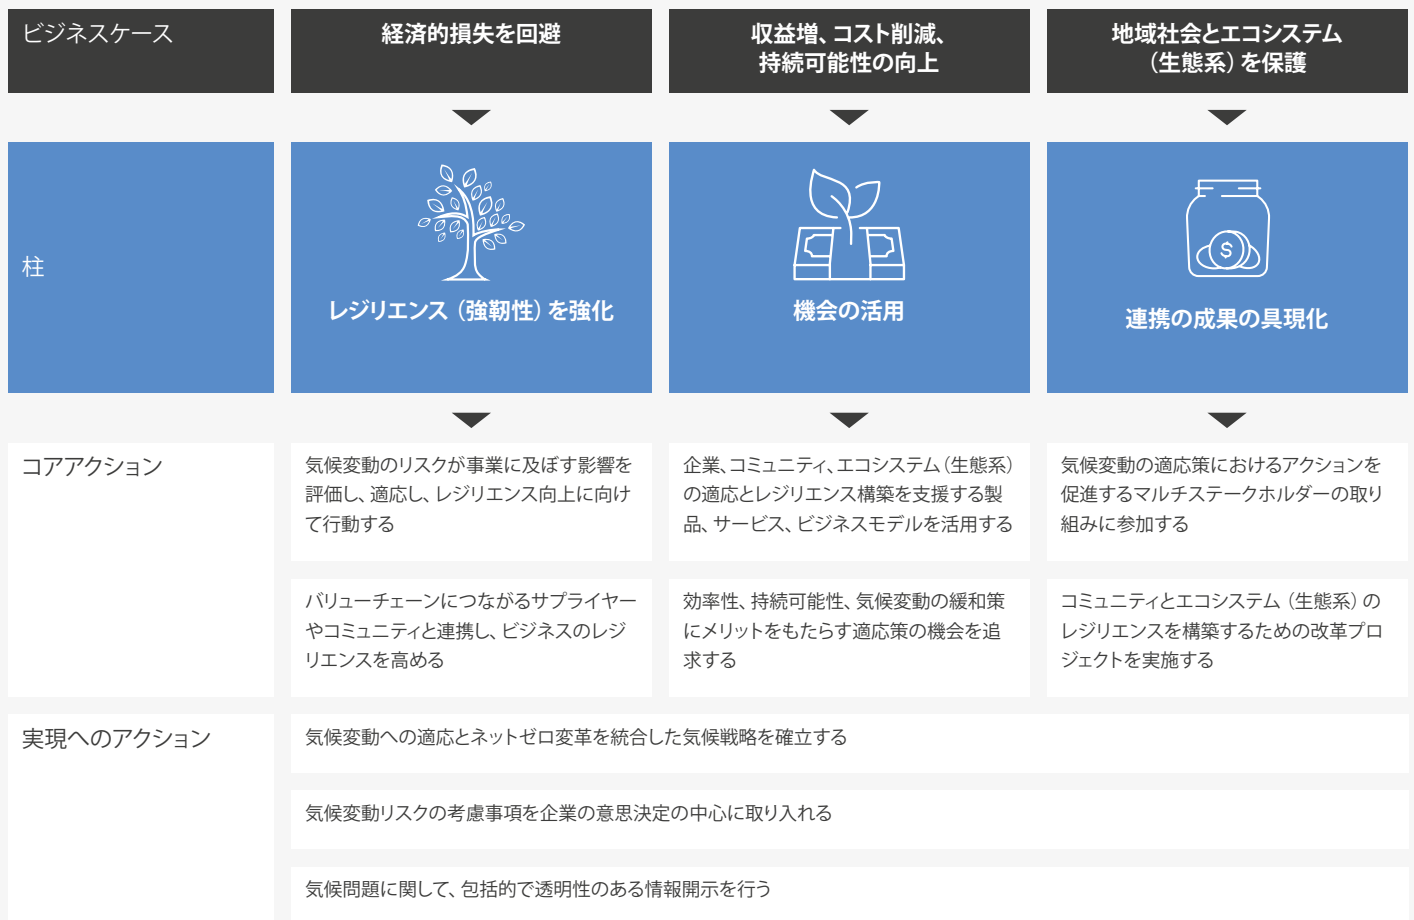 ビジネスケース
経済的損失を回避
収益増、コスト削減、
持続可能性の向上
地域社会とエコシステム
(生態系)を保護
柱
レジリエンス(強靭性)を強化
機会の活用
$
連携の成果の具現化
コアアクション
気候変動のリスクが事業に及ぼす影響を
評価し、適応し、レジリエンス向上に向け
て行動する
企業、コミュニティ、エコシステム(生態系)
の適応とレジリエンス構築を支援する製
品、サービス、ビジネスモデルを活用する
気候変動の適応策におけるアクションを
促進するマルチステークホルダーの取り
組みに参加する
バリューチェーンにつながるサプライヤー
やコミュニティと連携し、ビジネスのレジ
リエンスを高める
効率性、持続可能性、気候変動の緩和策
にメリットをもたらす適応策の機会を追
求する
コミュニティとエコシステム(生態系)の
レジリエンスを構築するための改革プロ
ジェクトを実施する
実現へのアクション
気候変動への適応とネットゼロ変革を統合した気候戦略を確立する
気候変動リスクの考慮事項を企業の意思決定の中心に取り入れる
気候問題に関して、包括的で透明性のある情報開示を行う